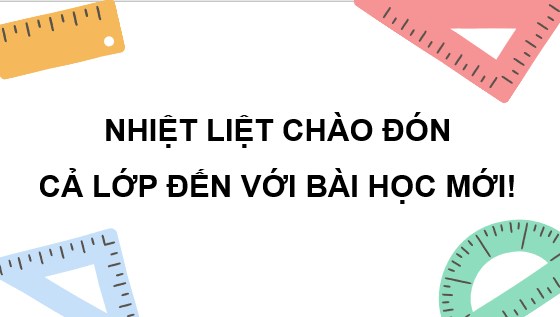 NHIỆT LIỆT CHÀO ĐÓN
CẢ LỚP ĐẾN VỚI BÀI HỌC MỚI!